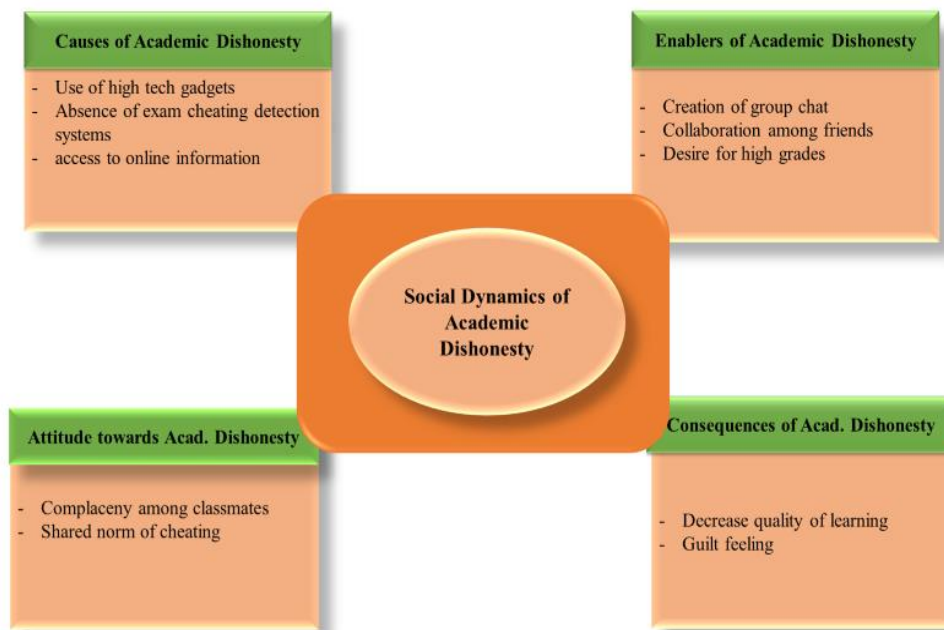 Causes of Academic Dishonesty
- Use of high tech gadgets
- Absence of exam cheating detection
systems
- access to online information
Enablers of Academic Dishonesty
- Creation of group chat
- Collaboration among friends
- Desire for high grades
Social Dynamics of
Academic
Dishonesty
Attitude towards Acad. Dishonesty
- Complaceny among classmates
- Shared norm of cheating
Consequences of Acad. Dishonesty
- Decrease quality of learning
- Guilt feeling